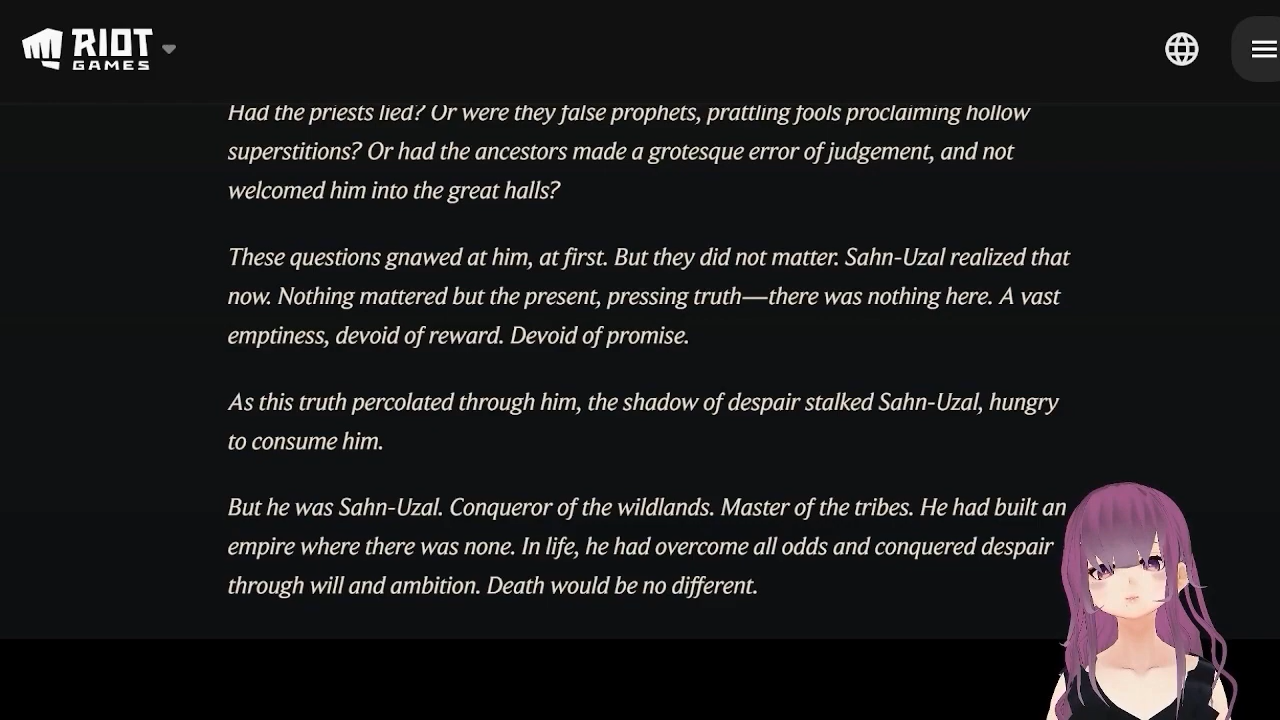 RIOT
GAMES
Had the priests lied? Or were they false prophets, prattling fools proclaiming hollow
superstitions? Or had the ancestors made a grotesque error of judgement, and not
welcomed him into the great halls?
These questions gnawed at him, at first. But they did not matter. Sahn-Uzal realized that
now. Nothing mattered but the present, pressing truth—there was nothing here. A vast
emptiness, devoid of reward. Devoid of promise.
As this truth percolated through him, the shadow of despair stalked Sahn-Uzal, hungry
to consume him.
But he was Sahn-Uzal. Conqueror of the wildlands. Master of the tribes. He had built an
empire where there was none. In life, he had overcome all odds and conquered despair
through will and ambition. Death would be no different.